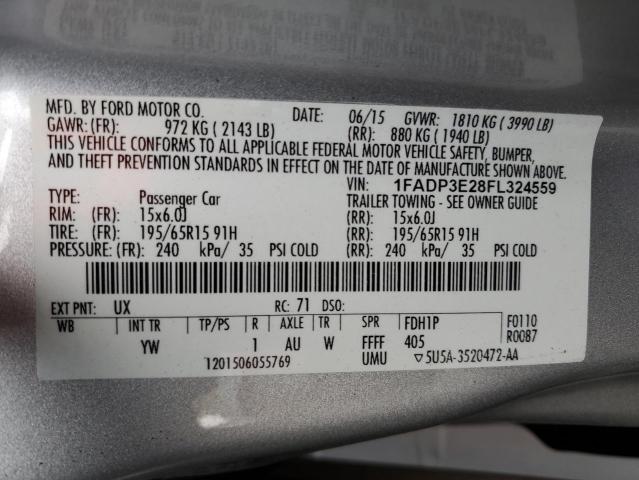 MFD. BY FORD MOTOR CO. DATE: 06/15 GVWR: 1810 KG ( 3990 LB)
GAWR: (FR): 972 KG ( 2143 LB) (RR): 880 KG ( 1940 LB)
THIS VEHICLE CONFORMS TO ALL APPLICABLE FEDERAL MOTOR VEHICLE SAFETY, BUMPER,
AND THEFT PREVENTION STANDARDS IN EFFECT ON THE DATE OF MANUFACTURE SHOWN ABOVE.
VIN: 1FADP3E28FL324559
TYPE: Passenger Car TRAILER TOWING - SEE OWNER GUIDE
RIM: (FR): 15x6.0J (RR): 15x6.0J
TIRE: (FR): 195/65R15 91H (RR): 195/65R15 91H
PRESSURE: (FR): 240 kPa/ 35 PSI COLD (RR): 240 kPa/ 35 PSI COLD
EXT PNT: UX RC: 71 DSO:
WB INT TR TP/PS R AXLE TR SPR FDH1P F0110
YW 1 AU W FFFF 405 R0087
1201506055769 UMU ▽5U5A-3520472-AA